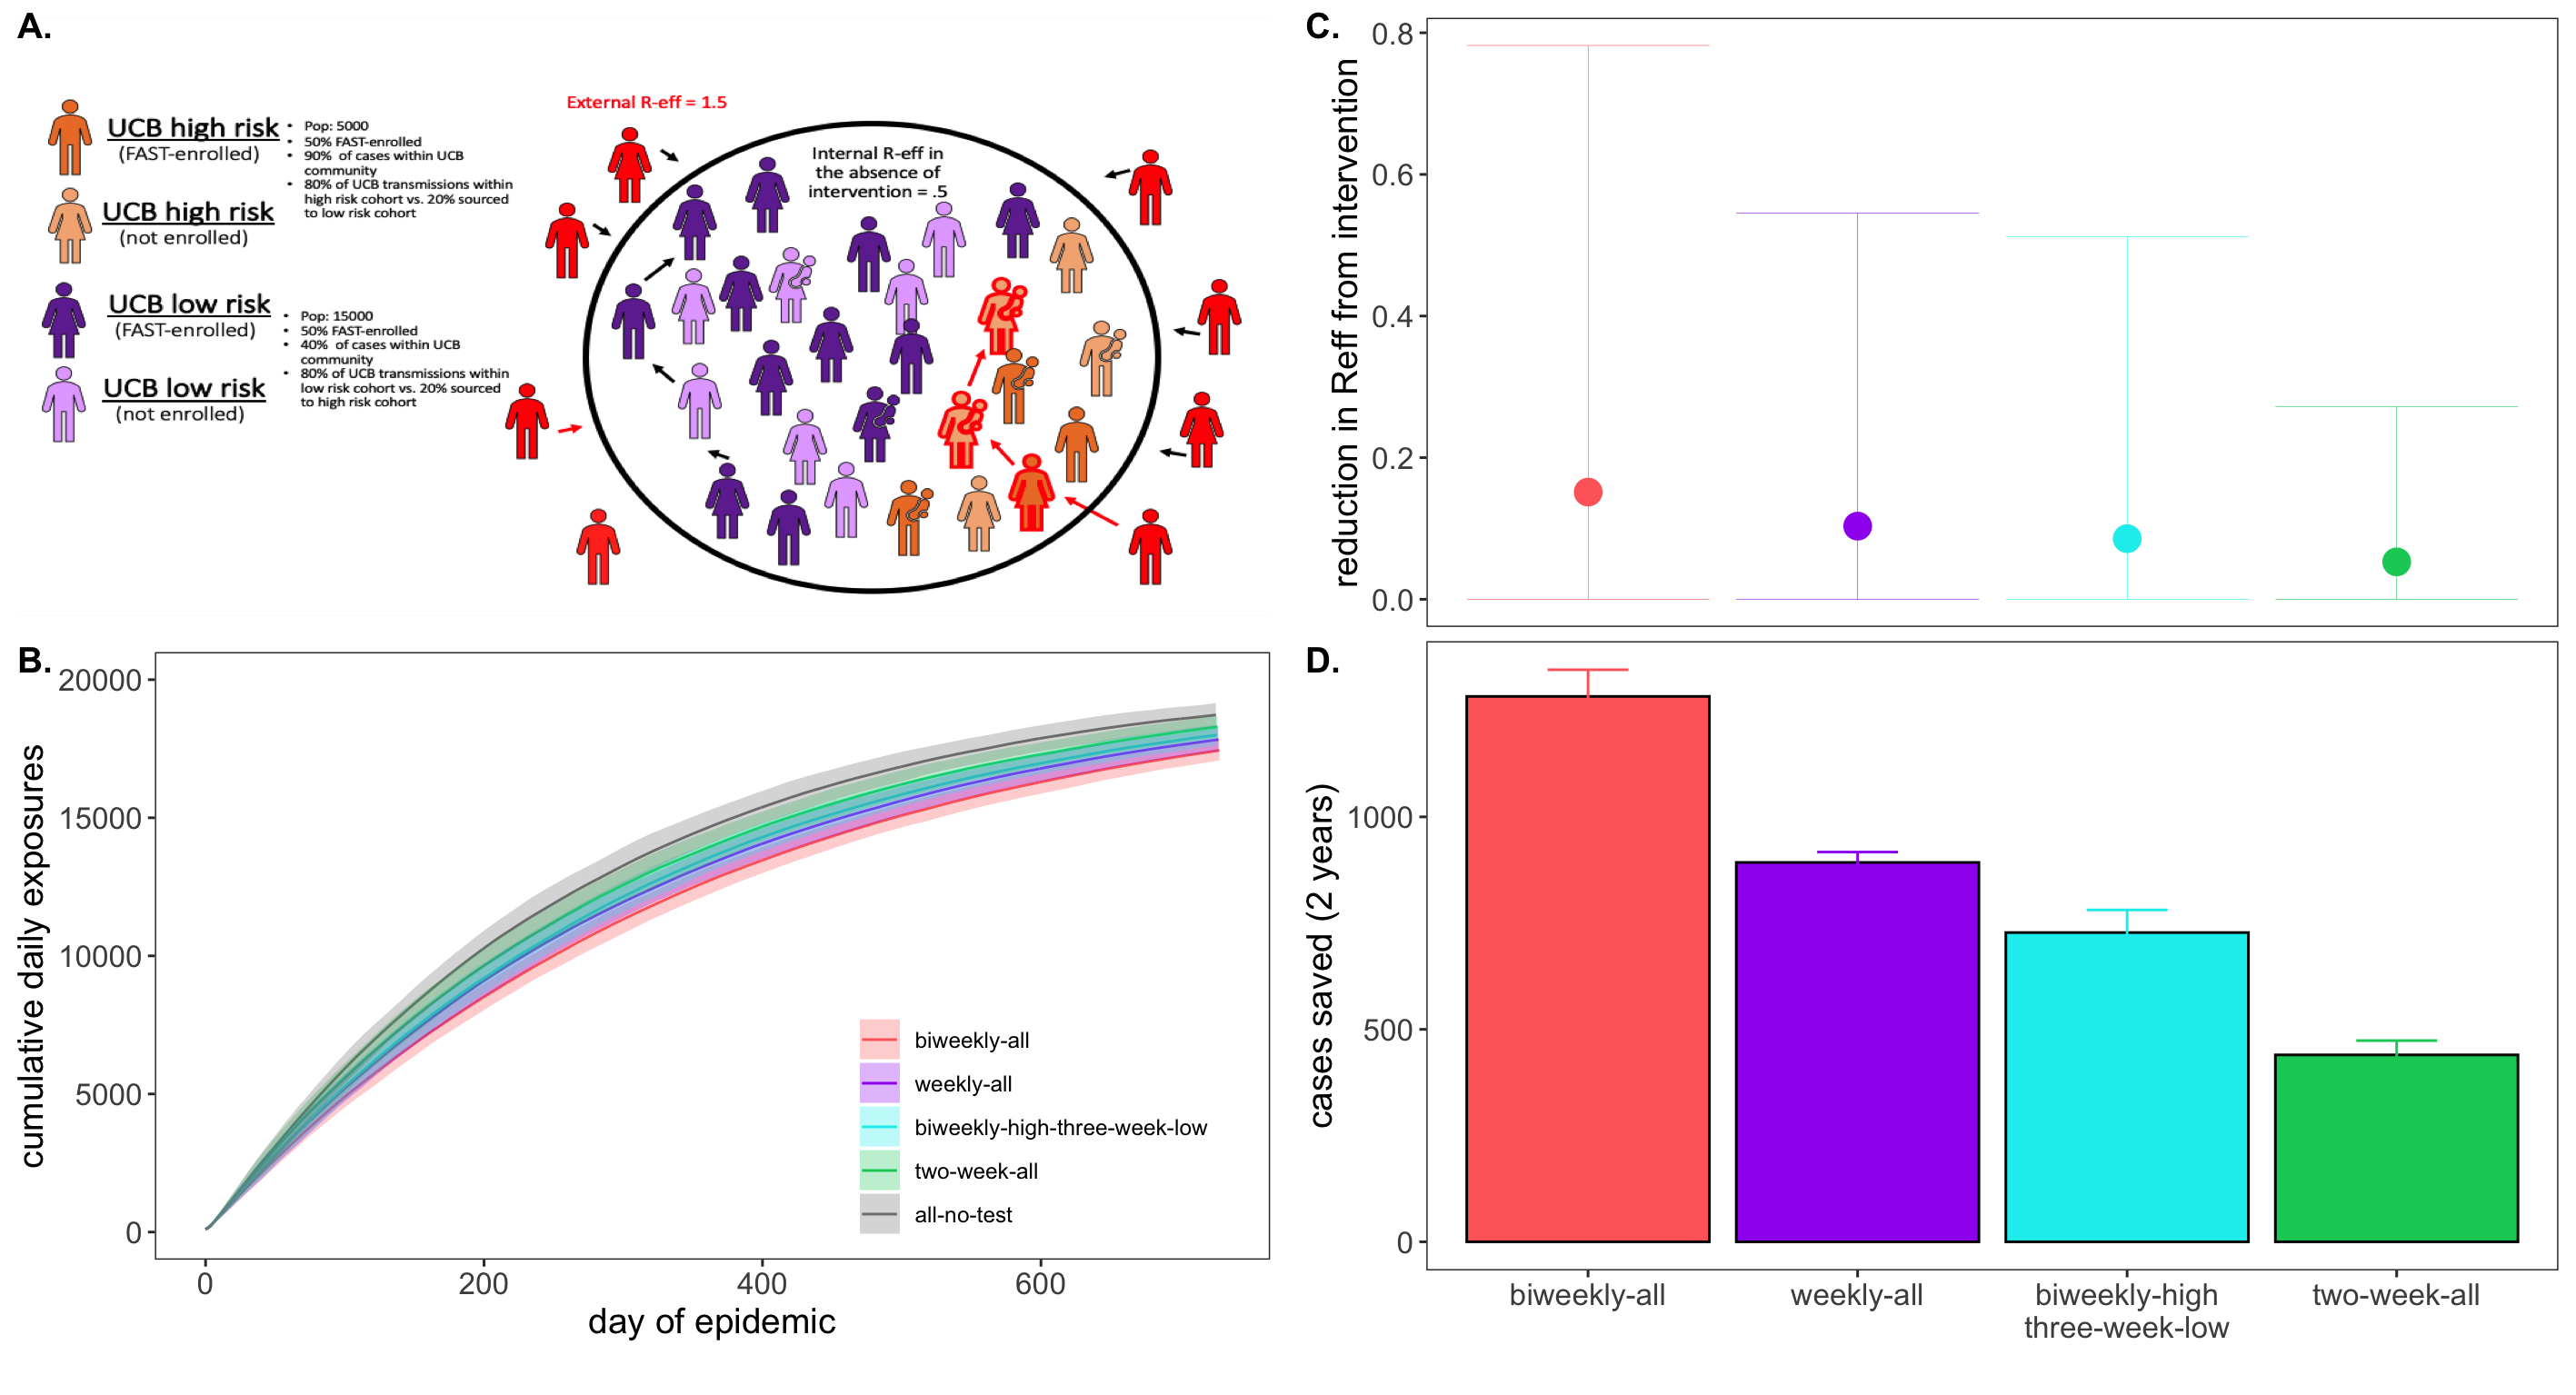 A.
UCB high risk
(FAST-enrolled)
• Pop: 5000
• 50% FAST-enrolled
• 90% of cases within UCB
community
• 80% of UCB transmissions within
high risk cohort vs. 20% sourced
to low risk cohort
UCB high risk
(not enrolled)
UCB low risk
(FAST-enrolled)
• Pop: 15000
• 50% FAST-enrolled
• 40% of cases within UCB
community
• 80% of UCB transmissions within
low risk cohort vs. 20% sourced
to high risk cohort
UCB low risk
(not enrolled)
External R-eff = 1.5
Internal R-eff in
the absence of
intervention = .5
B.
cumulative daily exposures
20000
15000
10000
5000
0
0
200
400
600
day of epidemic
biweekly-all
weekly-all
biweekly-high-three-week-low
two-week-all
all-no-test
C.
reduction in Reff from intervention
0.8
0.6
0.4
0.2
0.0
D.
cases saved (2 years)
1000
500
0
biweekly-all
weekly-all
biweekly-high
three-week-low
two-week-all